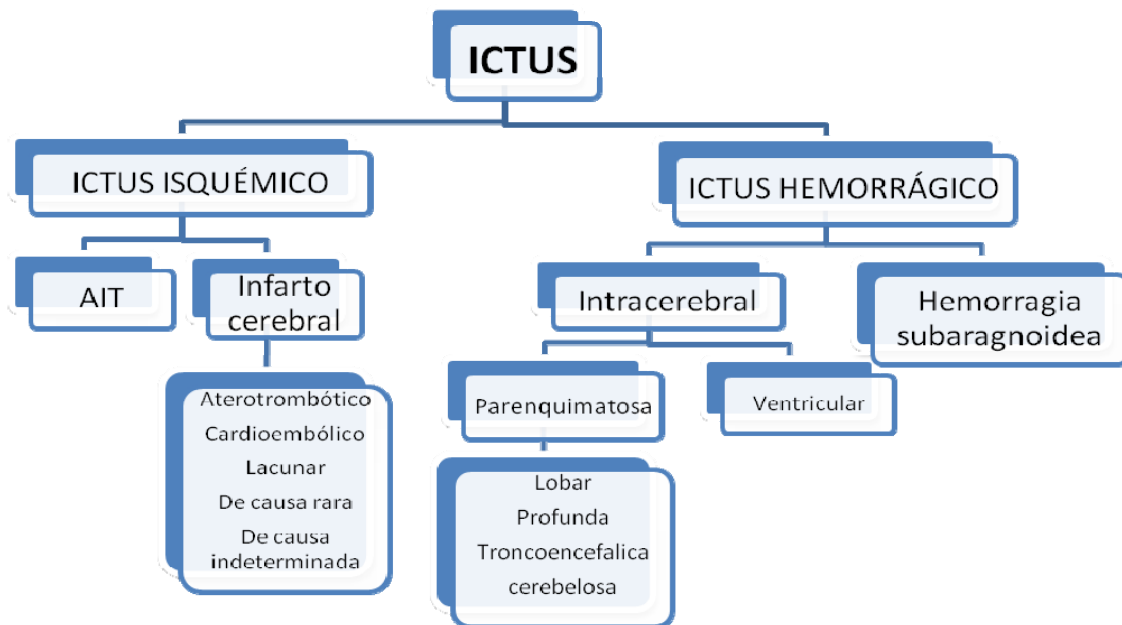 ICTUS
ICTUS ISQUÉMICO
ICTUS HEMORRÁGICO
AIT
Infarto
cerebral
Intracerebral
Hemorragia
subaragnoidea
Aterotrombótico
Cardioembólico
Lacunar
De causa rara
De causa
indeterminada
Parenquimatosa
Ventricular
Lobar
Profunda
Troncoencefalica
cerebelosa